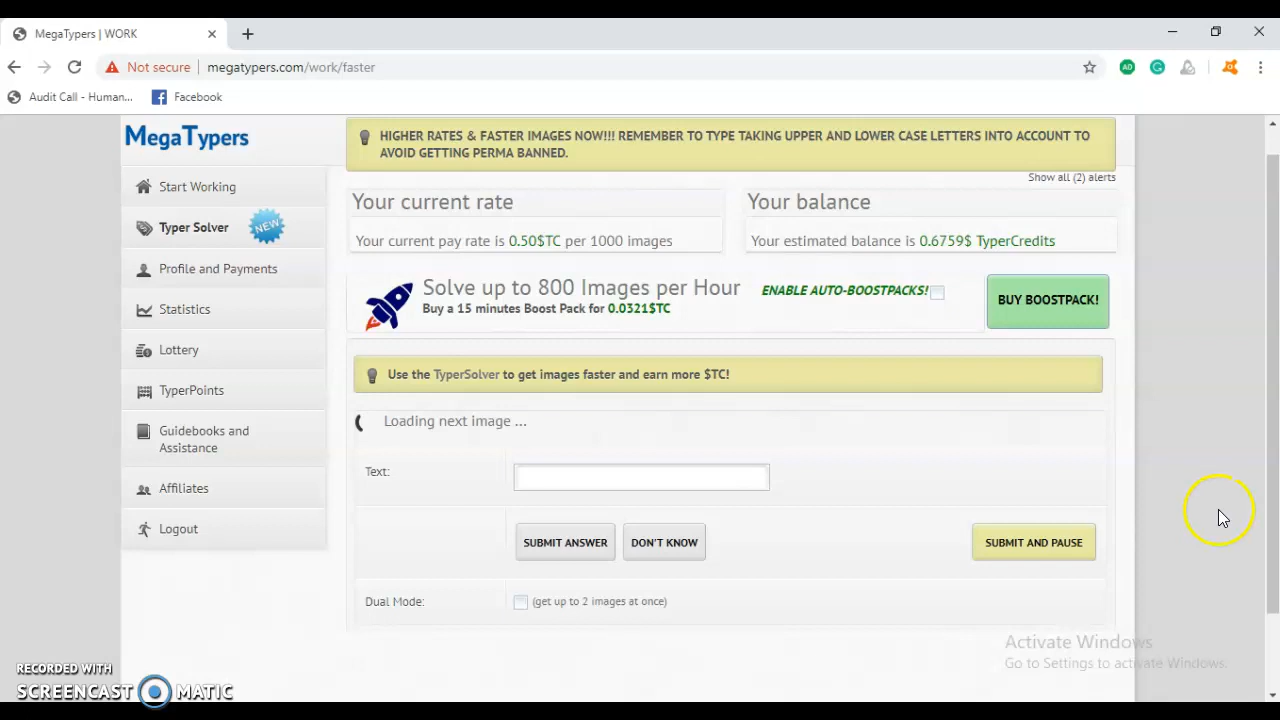 MegaTypers | WORK
Not secure megatypers.com/work/faster
Audit Call - Human... Facebook
MegaTypers
Start Working
Typer Solver NEW
Profile and Payments
Statistics
Lottery
TyperPoints
Guidebooks and
Assistance
Affiliates
Logout
HIGHER RATES & FASTER IMAGES NOW!!! REMEMBER TO TYPE TAKING UPPER AND LOWER CASE LETTERS INTO ACCOUNT TO
AVOID GETTING PERMA BANNED.
Show all (2) alerts
Your current rate
Your current pay rate is 0.50$TC per 1000 images
Your balance
Your estimated balance is 0.6759$ TyperCredits
Solve up to 800 Images per Hour
Buy a 15 minutes Boost Pack for 0.0321$TC
ENABLE AUTO-BOOSTPACKS!
BUY BOOSTPACK!
Use the TyperSolver to get images faster and earn more $TC!
Loading next image ...
Text:
SUBMIT ANSWER DON'T KNOW SUBMIT AND PAUSE
Dual Mode: (get up to 2 images at once)
Activate Windows
Go to Settings to activate Windows.
RECORDED WITH
SCREENCAST MATIC